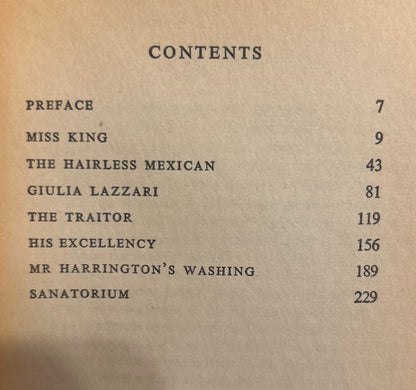 CONTENTS
PREFACE 7
MISS KING 9
THE HAIRLESS MEXICAN 43
GIULIA LAZZARI 81
THE TRAITOR 119
HIS EXCELLENCY 156
MR HARRINGTON'S WASHING 189
SANATORIUM 229